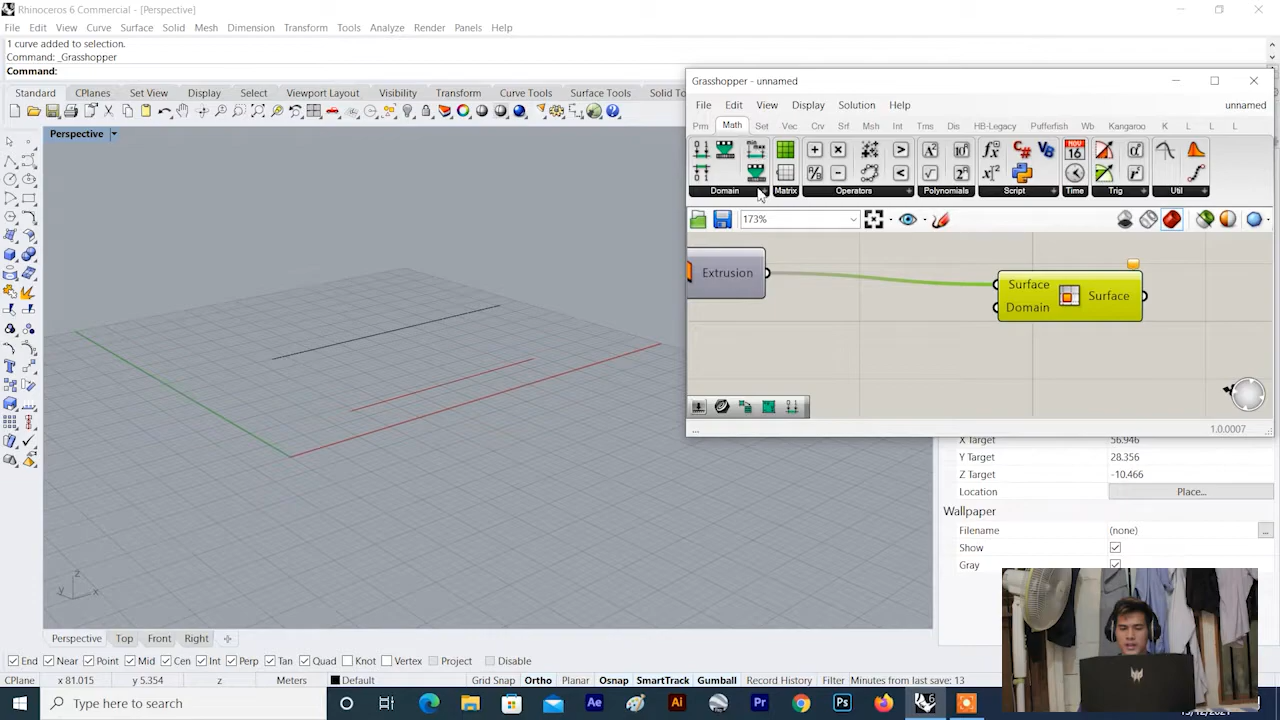 Rhinoceros 6 Commercial - [Perspective]
File Edit View Curve Surface Solid Mesh Dimension Transform Tools Analyze Render Panels Help
1 curve added to selection.
Command: _Grasshopper
Command:
Standard CPlanes Set View Display Select Viewport Layout Visibility Transform Curve Tools Surface Tools Solid To
Perspective
Grasshopper - unnamed
File Edit View Display Solution Help unnamed
Prm Math Set Vec Crv Srf Msh Int Tms Dis HB-Legacy Pufferfish Wb Kangaroo K L L L
Domain Matrix Operators Polynomials Script Time Trig Util
173%
Extrusion
Surface
Domain
Surface
...
1.0.0007
X Target 56.946
Y Target 28.356
Z Target -10.466
Location Place...
Wallpaper
Filename (none) ...
Show
Gray
z
y
x
Perspective Top Front Right
End Near Point Mid Cen Int Perp Tan Quad Knot Vertex Project Disable
CPlane x 81.015 y 5.354 z Meters Default Grid Snap Ortho Planar Osnap SmartTrack Gumball Record History Filter Minutes from last save: 13
Type here to search